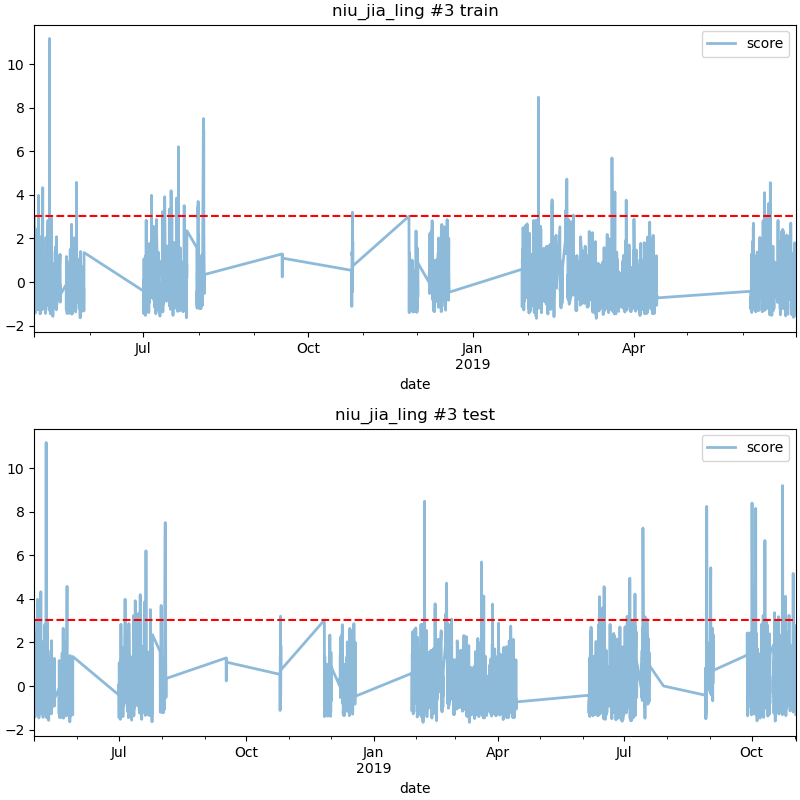 niu_jia_ling #3 train
score
10
8
6
4
2
0
−2
Jul
Oct
Jan
2019
Apr
date
niu_jia_ling #3 test
score
10
8
6
4
2
0
−2
Jul
Oct
Jan
2019
Apr
Jul
Oct
date